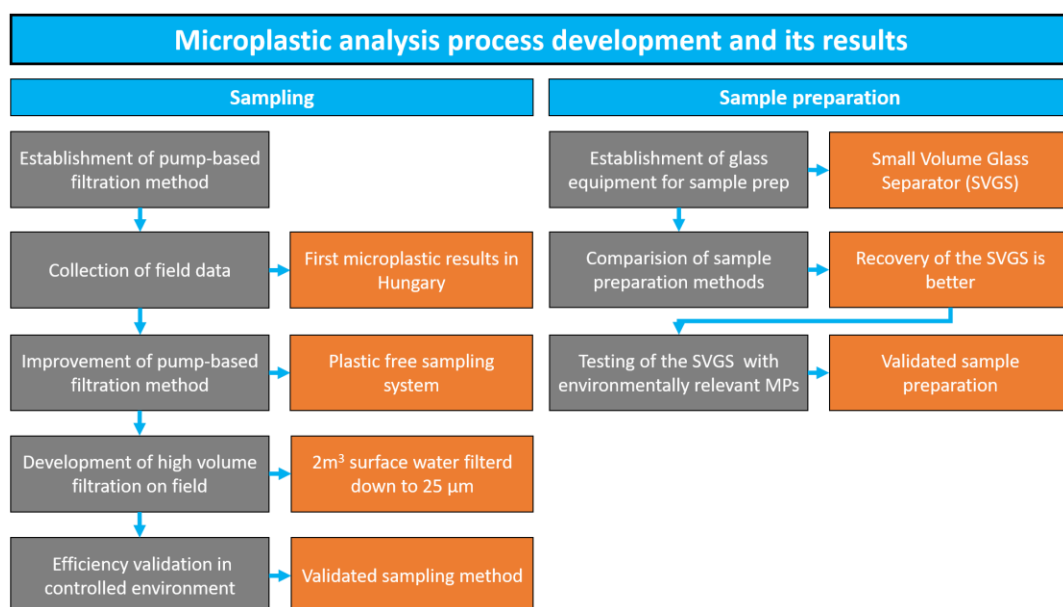 Microplastic analysis process development and its results
Sampling
Establishment of pump-based
filtration method
Collection of field data
First microplastic results in
Hungary
Improvement of pump-based
filtration method
Plastic free sampling
system
Development of high volume
filtration on field
2m³ surface water filterd
down to 25 µm
Efficiency validation in
controlled environment
Validated sampling method
Sample preparation
Establishment of glass
equipment for sample prep
Small Volume Glass
Separator (SVGS)
Comparision of sample
preparation methods
Recovery of the SVGS is
better
Testing of the SVGS with
environmentally relevant MPs
Validated sample
preparation